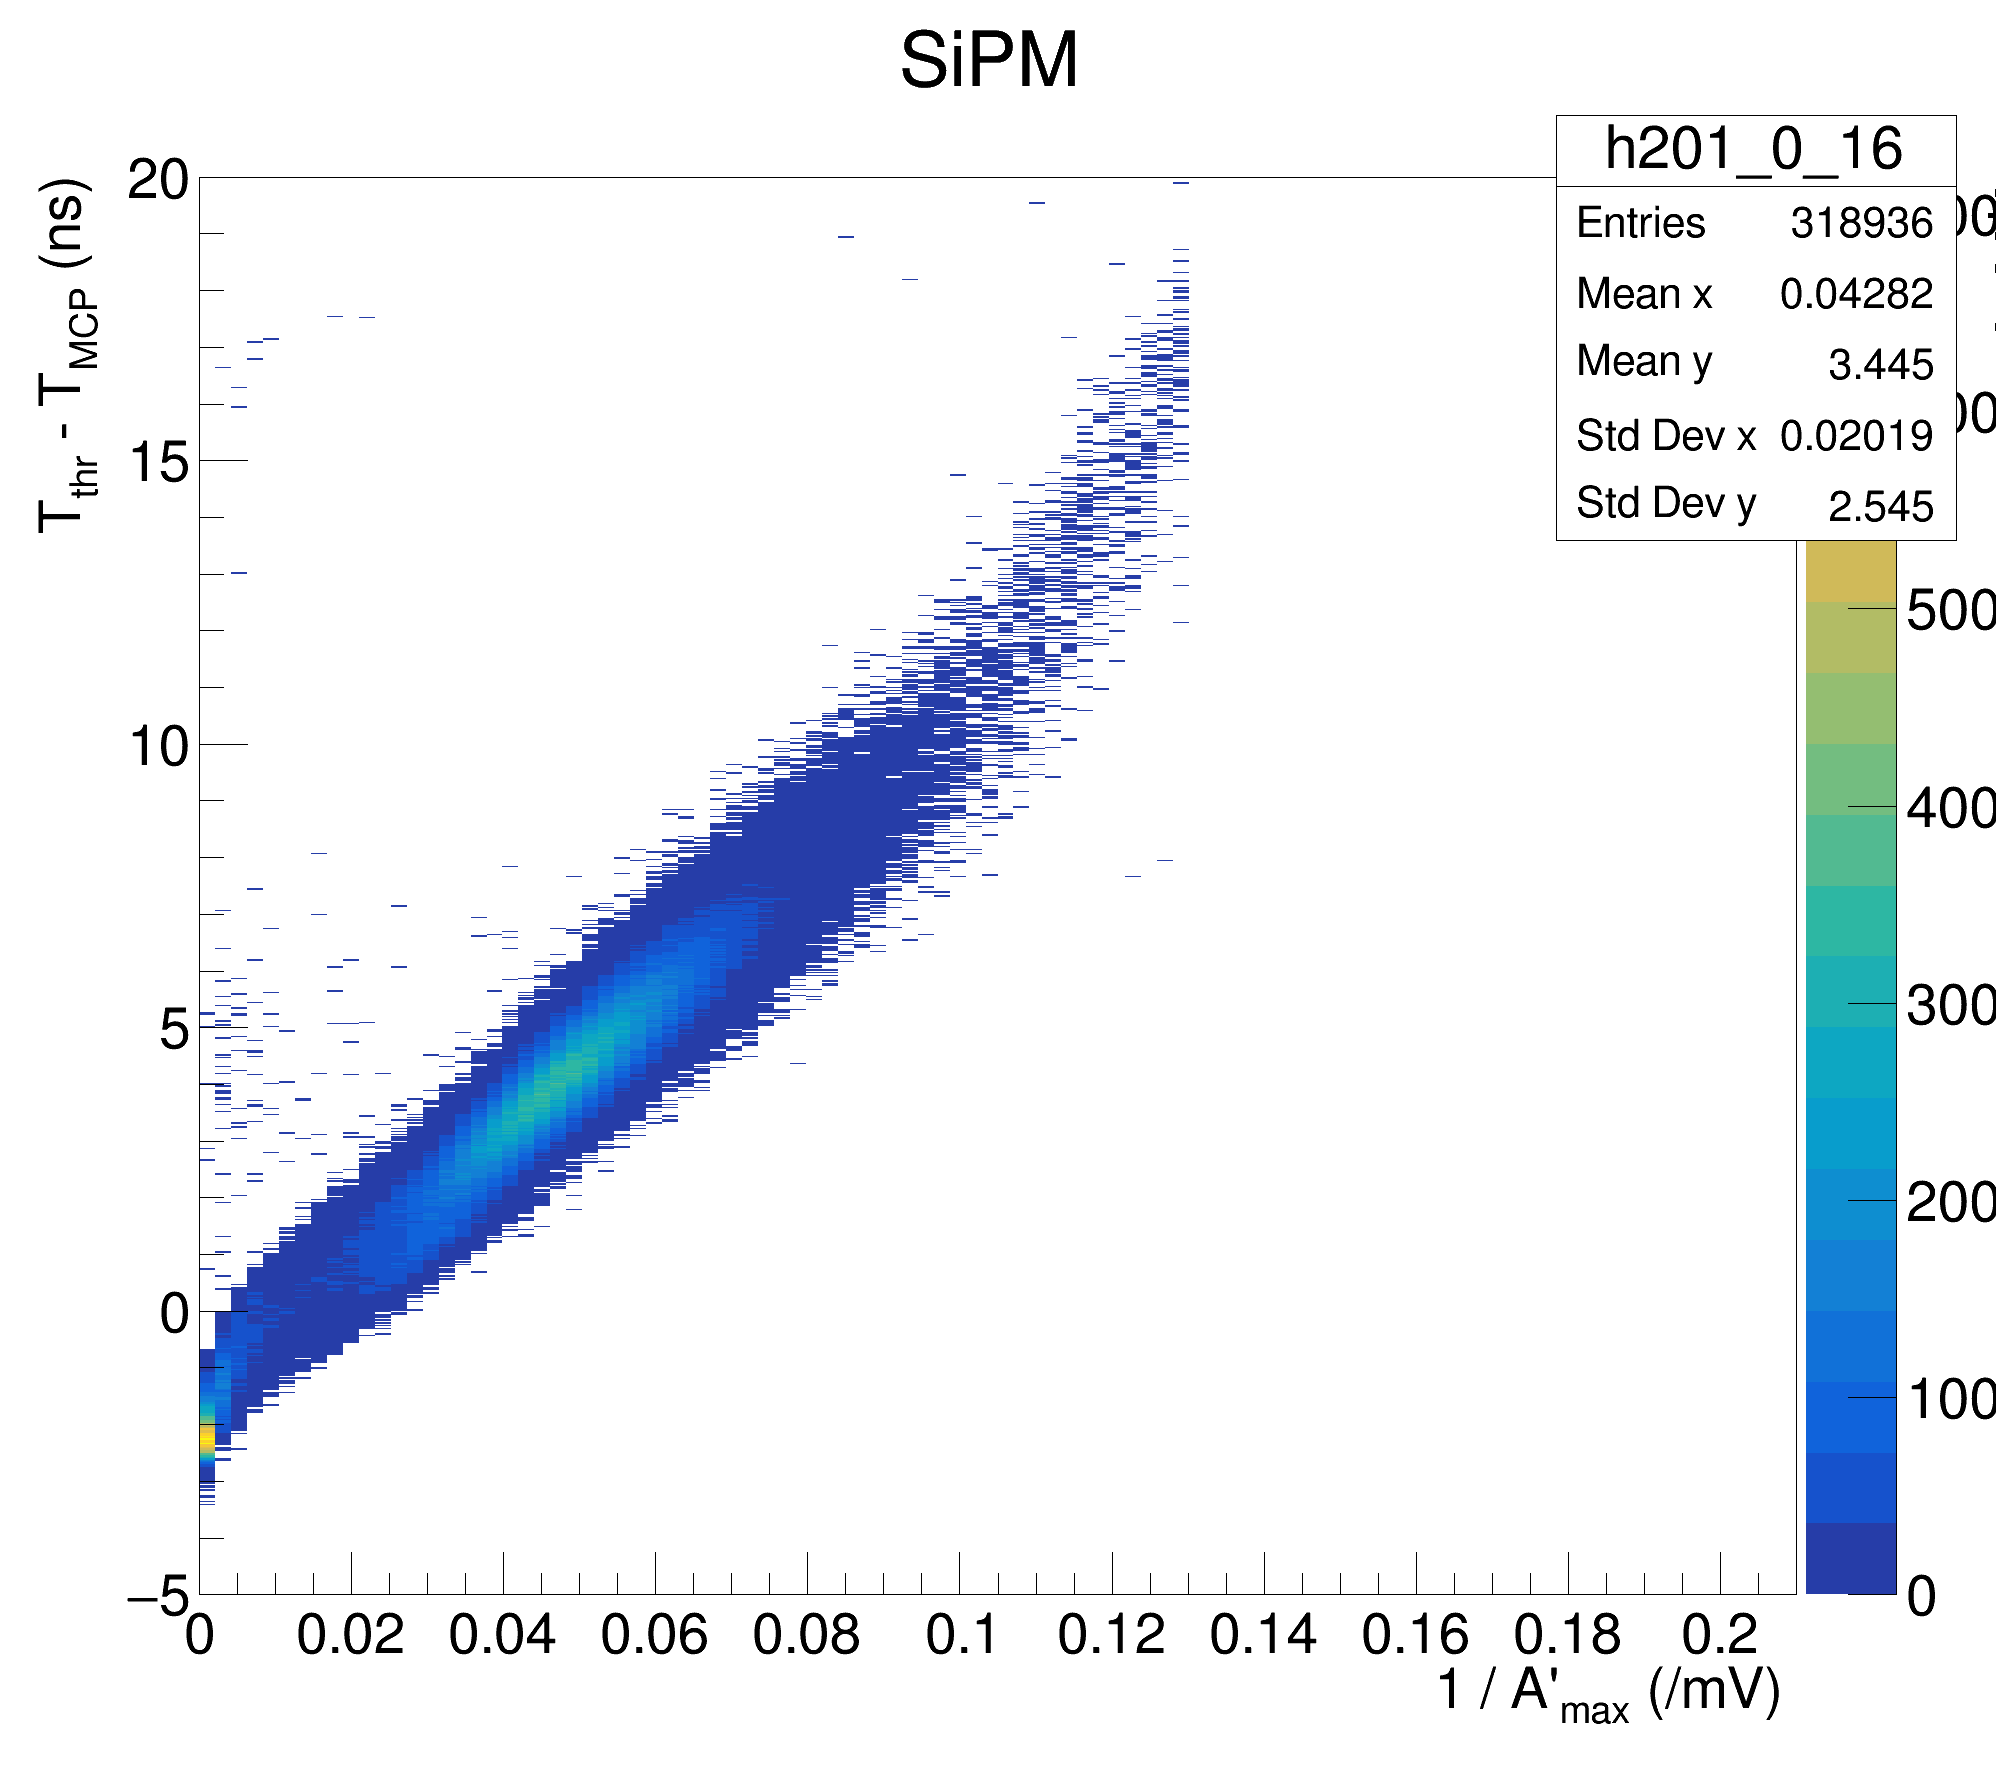 SiPM
h201_0_16
Entries 318936
Mean x 0.04282
Mean y 3.445
Std Dev x 0.02019
Std Dev y 2.545
T_thr - T_MCP (ns)
20
15
10
5
0
−5
0 0.02 0.04 0.06 0.08 0.1 0.12 0.14 0.16 0.18 0.2
1 / A'_max (/mV)
500
400
300
200
100
0